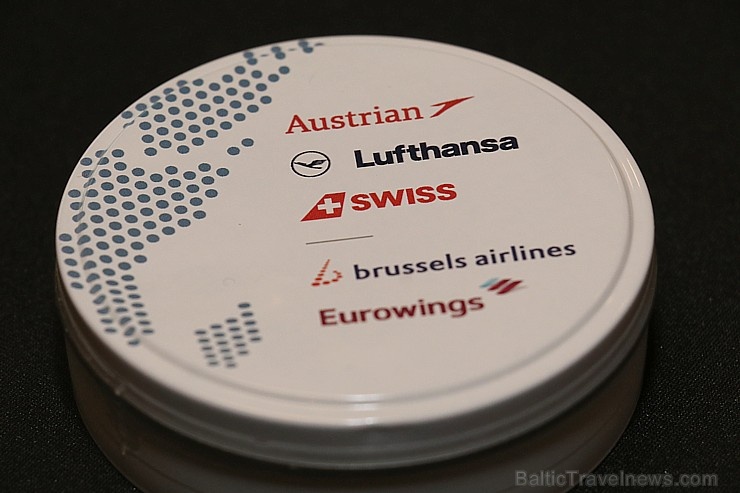 Austrian
Lufthansa
SWISS
brussels airlines
Eurowings
BalticTravelnews.com